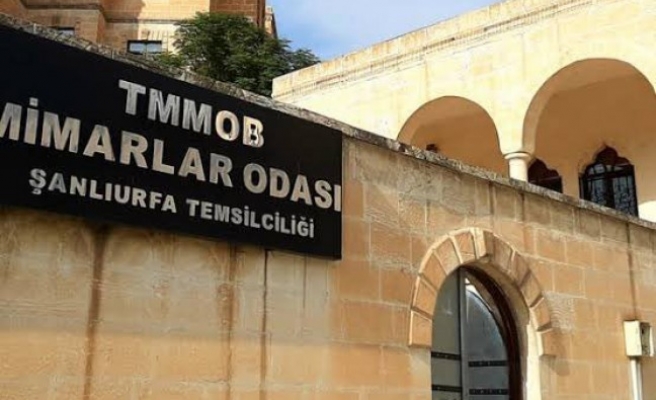 TMMOB
MİMARLAR ODASI
ŞANLIURFA TEMSİLCİLİĞİ